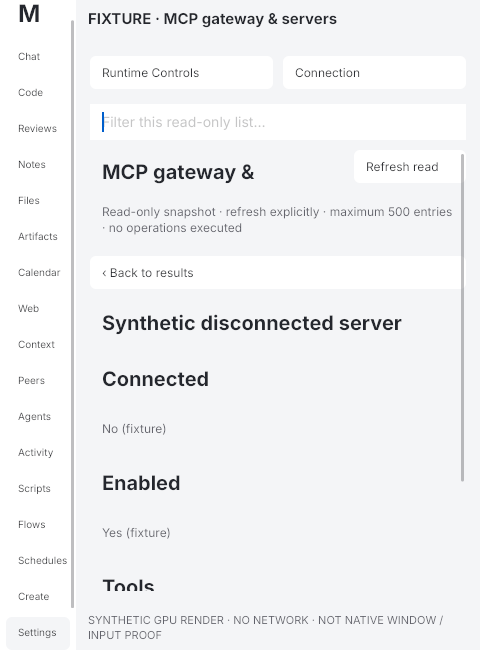 M
Chat
Code
Reviews
Notes
Files
Artifacts
Calendar
Web
Context
Peers
Agents
Activity
Scripts
Flows
Schedules
Create
Settings
FIXTURE · MCP gateway & servers
Runtime Controls
Connection
Filter this read-only list...
MCP gateway &
Refresh read
Read-only snapshot · refresh explicitly · maximum 500 entries
· no operations executed
‹ Back to results
Synthetic disconnected server
Connected
No (fixture)
Enabled
Yes (fixture)
Tools
SYNTHETIC GPU RENDER · NO NETWORK · NOT NATIVE WINDOW /
INPUT PROOF